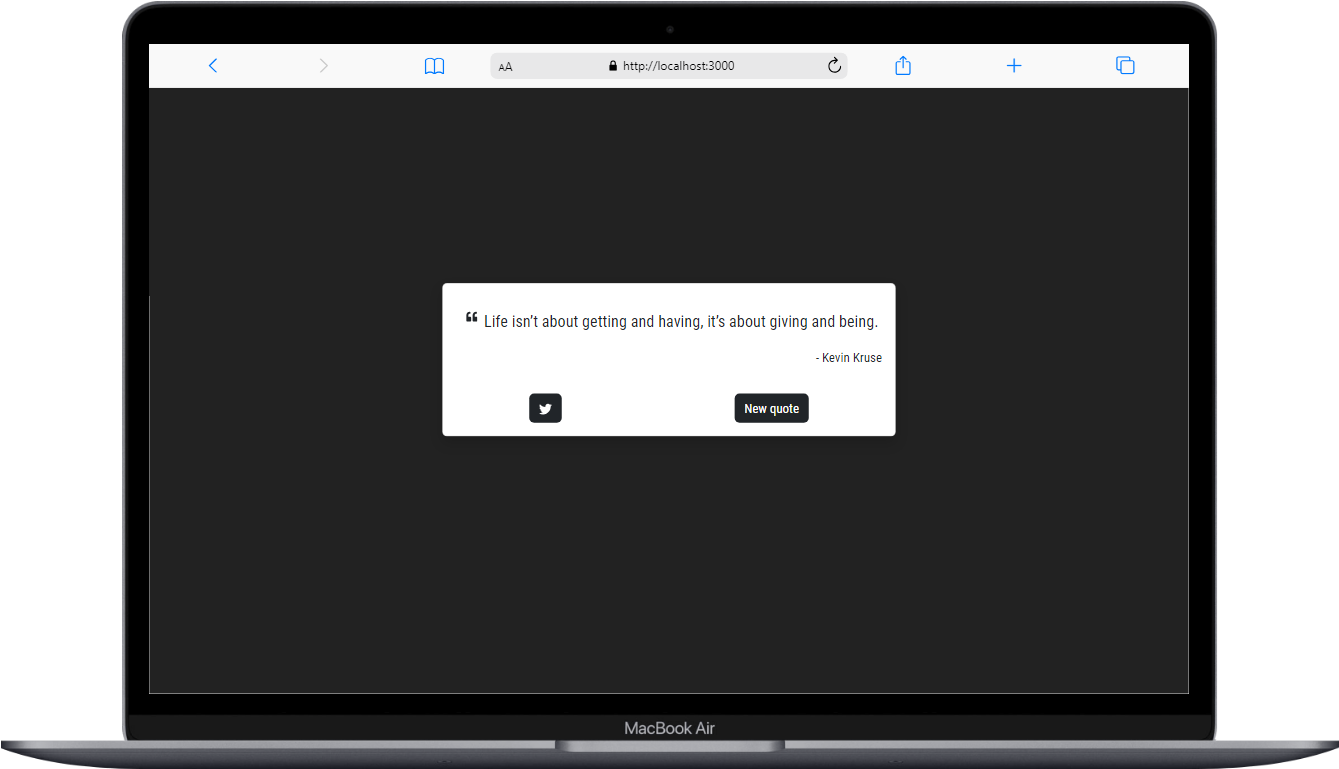 AA http://localhost:3000
❝ Life isn’t about getting and having, it’s about giving and being.
- Kevin Kruse
New quote
MacBook Air